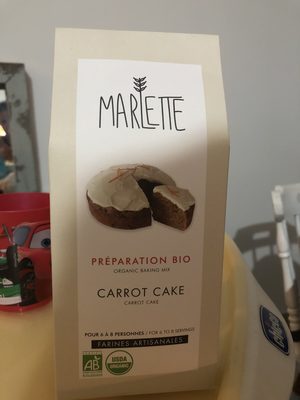 MARLETTE
PRÉPARATION BIO
ORGANIC BAKING MIX
CARROT CAKE
CARROT CAKE
POUR 6 À 8 PERSONNES / FOR 6 TO 8 SERVINGS
FARINES ARTISANALES
AB
USDA
ORGANIC